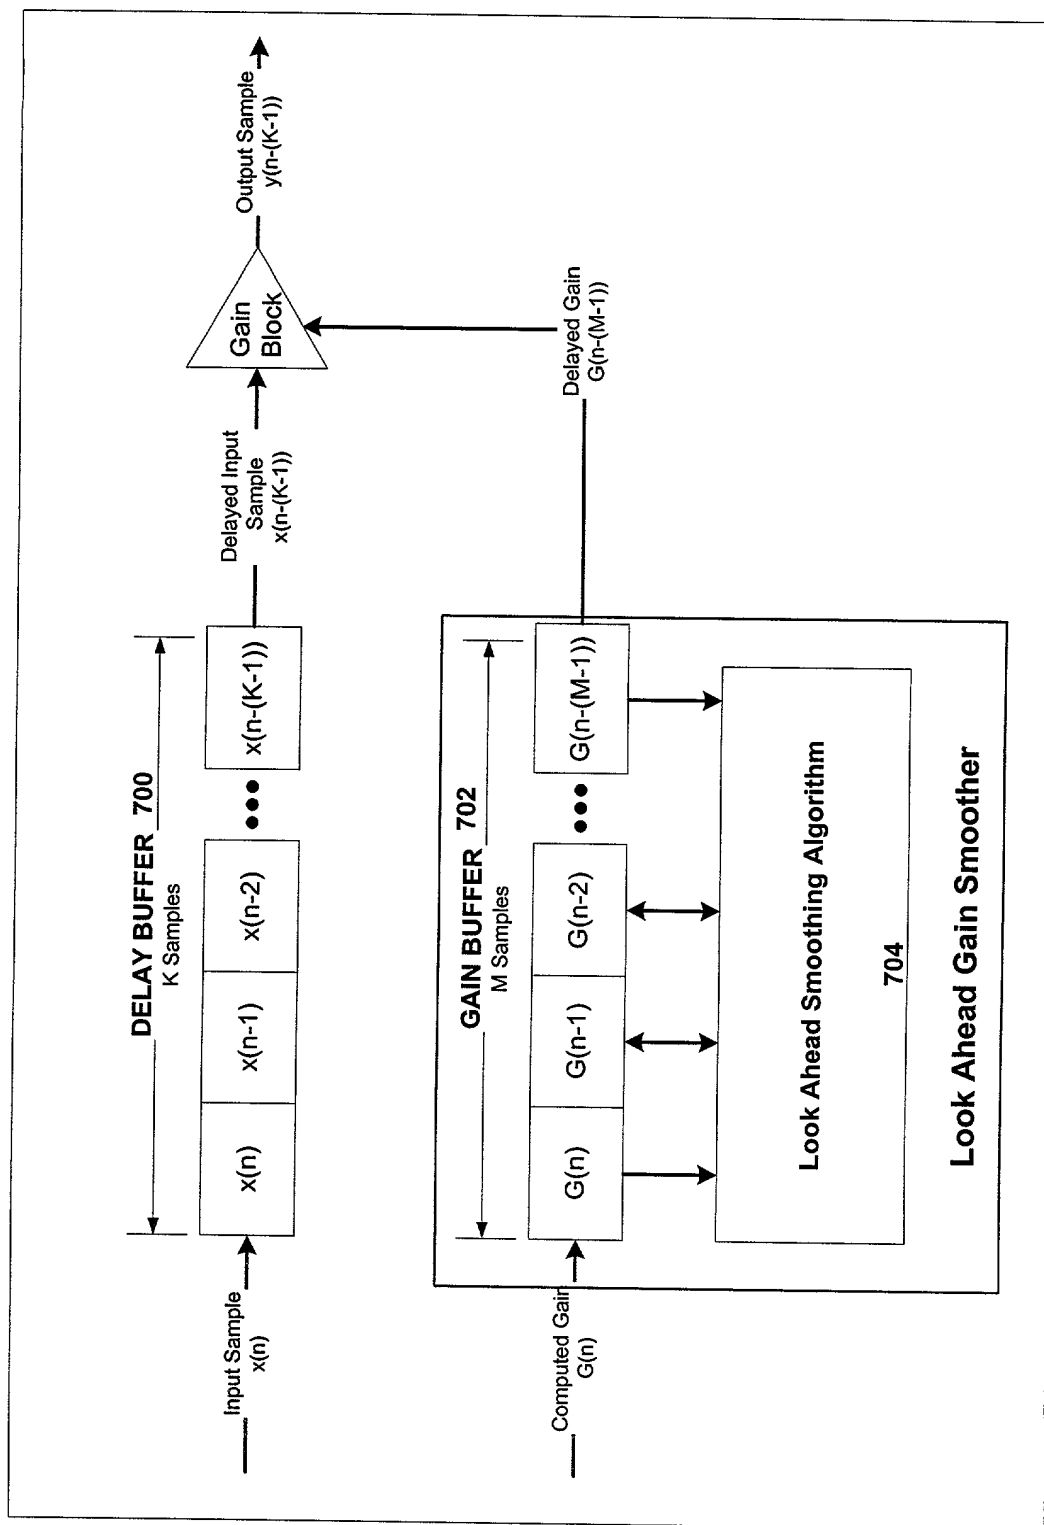 DELAY BUFFER 700
K Samples
Input Sample
x(n)
x(n)
x(n-1)
x(n-2)
x(n-(K-1))
Delayed Input
Sample
x(n-(K-1))
Gain
Block
Output Sample
y(n-(K-1))
GAIN BUFFER 702
M Samples
Computed Gain
G(n)
G(n)
G(n-1)
G(n-2)
G(n-(M-1))
Delayed Gain
G(n-(M-1))
Look Ahead Smoothing Algorithm
704
Look Ahead Gain Smoother